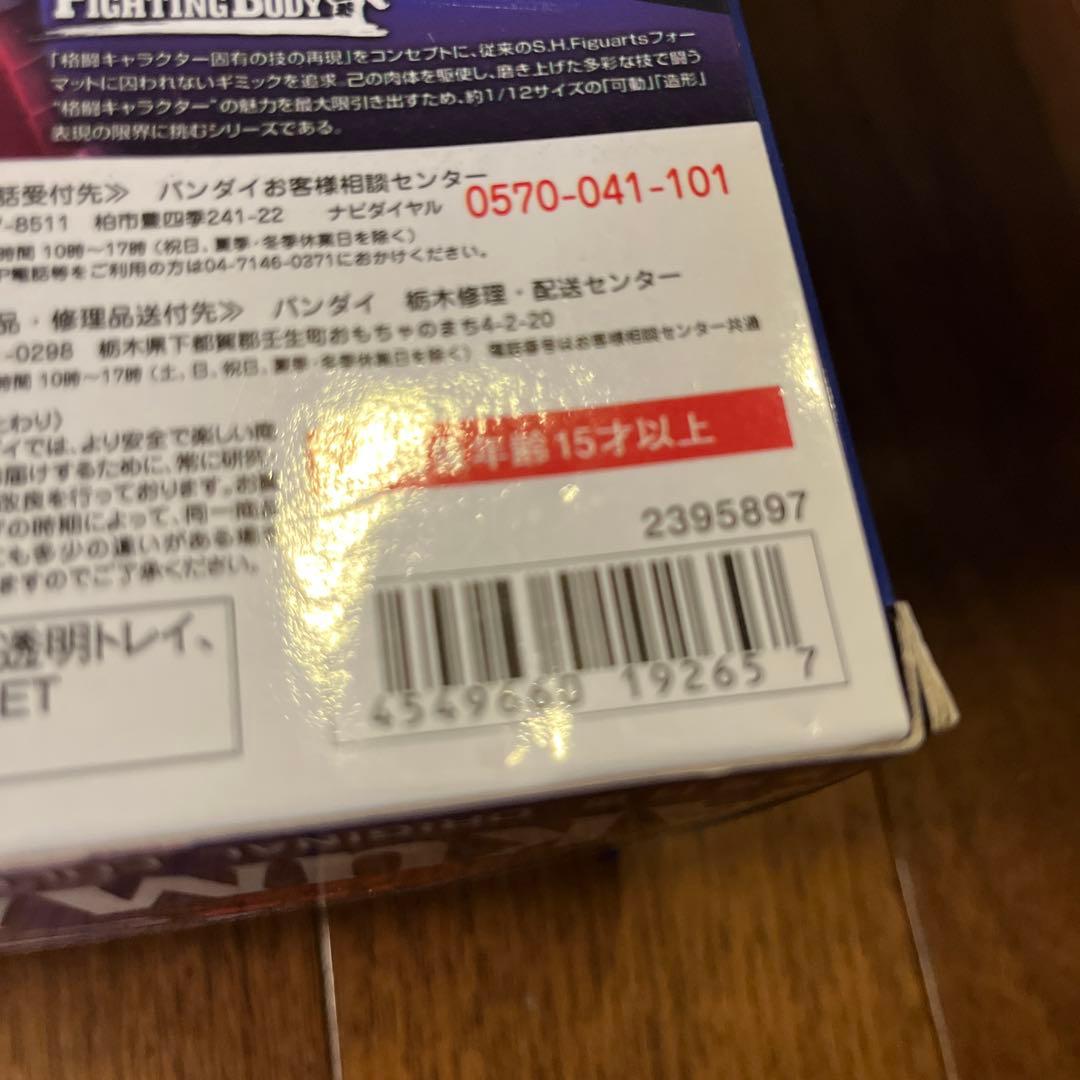 FIGHTING BODY
「格闘キャラクター固有の技の再現」をコンセプトに、従来のS.H.Figuartsフォー
マットに囚われないギミックを追求。己の肉体を駆使し、磨き上げた多彩な技で闘う
"格闘キャラクター"の魅力を最大限引き出すため、約1/12サイズの「可動」「造形」
表現の限界に挑むシリーズである。
話受付先≫ バンダイお客様相談センター
0570-041-101
-8511 柏市豊四季241-22 ナビダイヤル
時間 10時〜17時（祝日、夏季・冬季休業日を除く）
P電話等をご利用の方は04-7146-0371におかけください。
品・修理品送付先≫ バンダイ 栃木修理・配送センター
-0298 栃木県下都賀郡壬生町おもちゃのまち4-2-20
時間 10時〜17時（土、日、祝日、夏季・冬季休業日を除く） 電話番号はお客様相談センター共通
わり）
イでは、より安全で楽しい商
届けするために、常に研究
改良を行っております。お
の時期によって、同一商品
も多少の違いがある場
ますのでご了承ください。
年齢15才以上
2395897
透明トレイ、
ET
4549660 19265 7